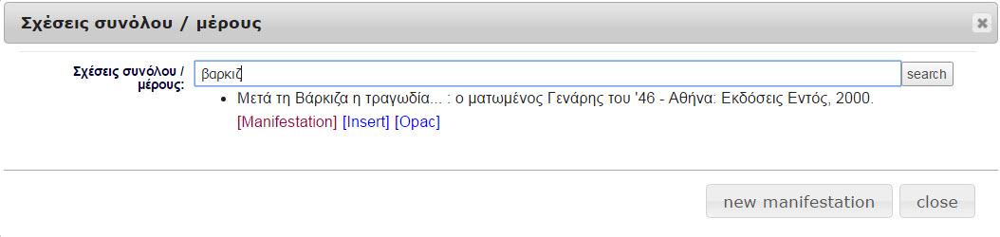 Σχέσεις συνόλου / μέρους
Σχέσεις συνόλου /
μέρους:
βαρκιζ
search
Μετά τη Βάρκιζα η τραγωδία... : ο ματωμένος Γενάρης του '46 - Αθήνα: Εκδόσεις Εντός, 2000.
[Manifestation] [Insert] [Opac]
new manifestation
close